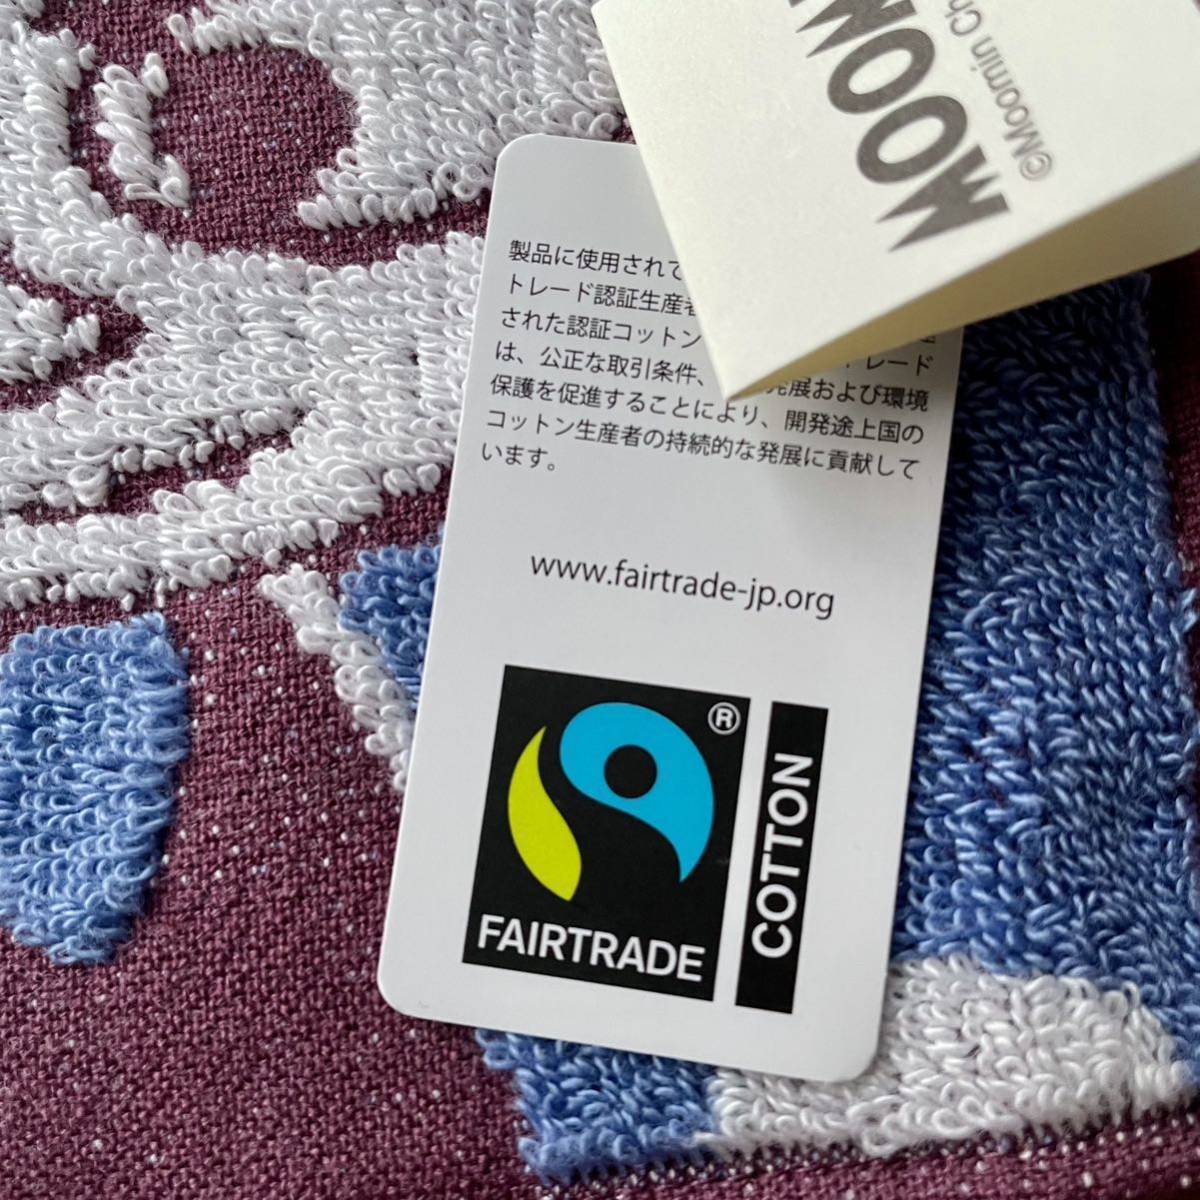 MOOM
©Moomin Ch
製品に使用されて
トレード認証生産者
された認証コットン
は、公正な取引条件、 トレード
保護を促進することにより、 発展および環境
コットン生産者の持続的な発展に貢献して 開発途上国の
います。
www.fairtrade-jp.org
®
FAIRTRADE
COTTON